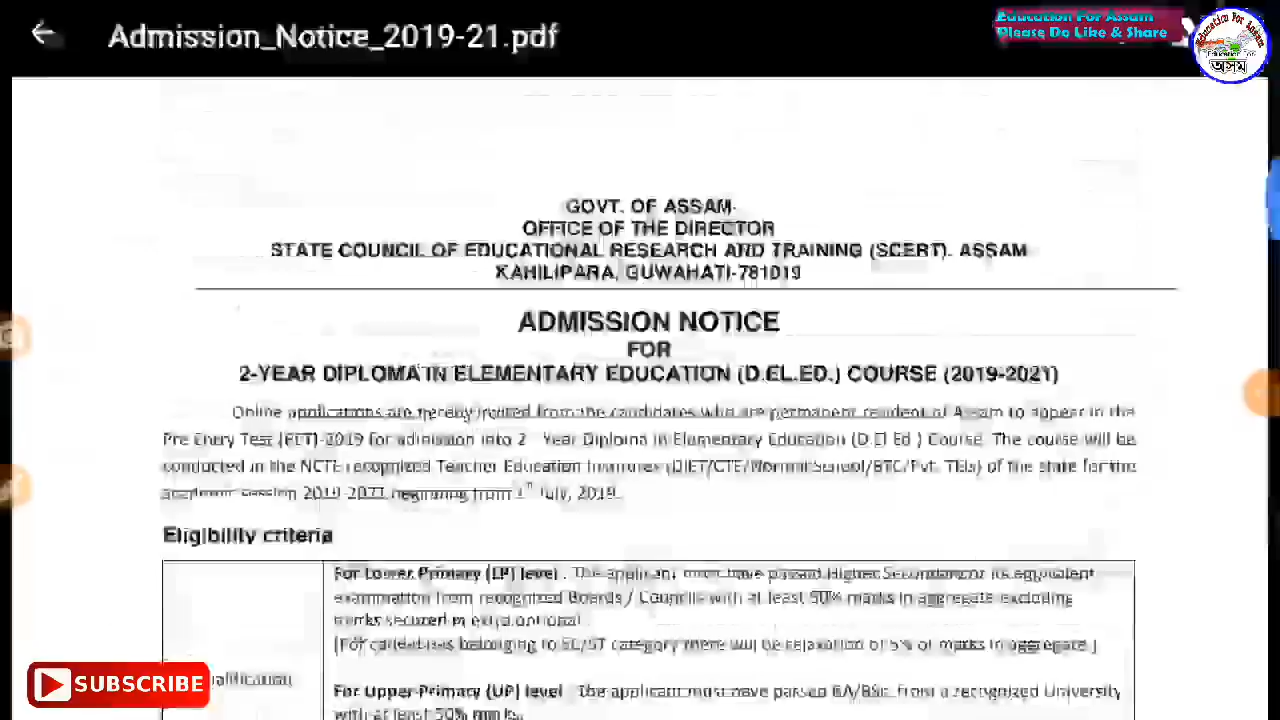 Admission_Notice_2019-21.pdf
Education For Assam
Please Do Like & Share
Education For Assam
Education For
অসম
GOVT. OF ASSAM
OFFICE OF THE DIRECTOR
STATE COUNCIL OF EDUCATIONAL RESEARCH AND TRAINING (SCERT). ASSAM
KAHILIPARA, GUWAHATI-781019
ADMISSION NOTICE
FOR
2-YEAR DIPLOMA IN ELEMENTARY EDUCATION (D.EL.ED.) COURSE (2019-2021)
Online applications are hereby invited from the candidates who are permanent resident of Assam to appear in the
Pre Entry Test (PET)-2019 for admission into 2 - Year Diploma in Elementary Education (D.El Ed ) Course. The course will be
conducted in the NCTE recognized Teacher Education Institutes (DIET/CTE/Normal School/BTC/Pvt. TEIs) of the state for the
academic session 2019-2021 beginning from 1st July, 2019.
Eligibility criteria
For Lower Primary (LP) level : The applicant must have passed Higher Secondary or its equivalent
examination from recognized Boards / Councils with at least 50% marks in aggregate excluding
marks secured in extra optional
[For candidates belonging to SC/ST category there will be relaxation of 5% of marks in aggregate.]
alification
For Upper-Primary (UP) level : The applicant must have passed BA/BSc. From a recognized University
with at least 50% marks.
SUBSCRIBE